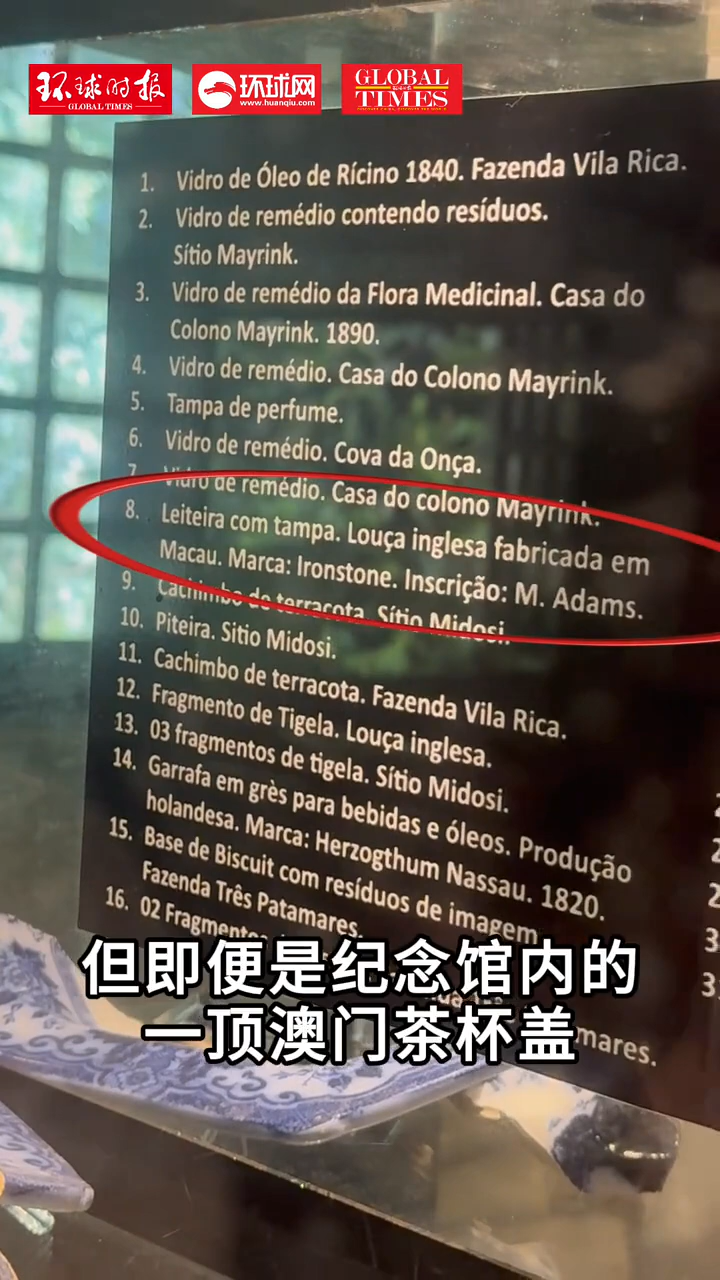 环球时报
GLOBAL TIMES
环球网
www.huanqiu.com
GLOBAL
TIMES
1. Vidro de Óleo de Rícino 1840. Fazenda Vila Rica.
2. Vidro de remédio contendo resíduos.
Sítio Mayrink.
3. Vidro de remédio da Flora Medicinal. Casa do
Colono Mayrink. 1890.
4. Vidro de remédio. Casa do Colono Mayrink.
5. Tampa de perfume.
6. Vidro de remédio. Cova da Onça.
7. Vidro de remédio. Casa do colono Mayrink.
8. Leiteira com tampa. Louça inglesa fabricada em
Macau. Marca: Ironstone. Inscrição: M. Adams.
9. Cachimbo de terracota. Sítio Midosi.
10. Piteira. Sitio Midosi.
11. Cachimbo de terracota. Fazenda Vila Rica.
12. Fragmento de Tigela. Louça inglesa.
13. 03 fragmentos de tigela. Sítio Midosi.
14. Garrafa em grès para bebidas e óleos. Produção
holandesa. Marca: Herzogthum Nassau. 1820.
15. Base de Biscuit com resíduos de imagem
Fazenda Três Patamares.
16. 02
但即便是纪念馆内的
一顶澳门茶杯盖